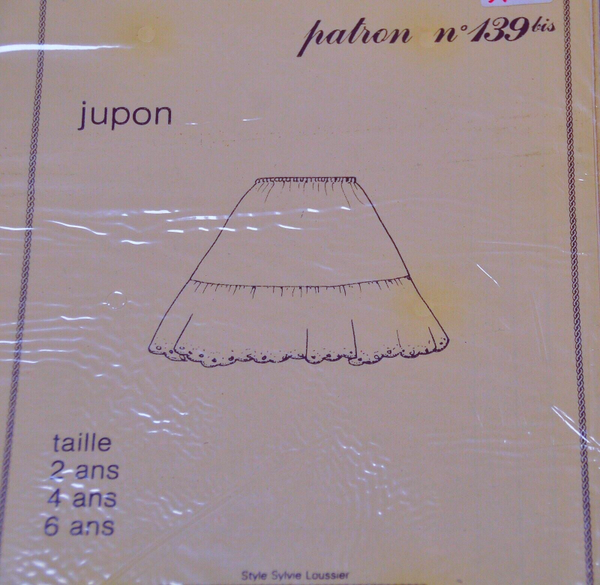 patron n°139bis
jupon
taille
2 ans
4 ans
6 ans
Style Sylvie Loussier